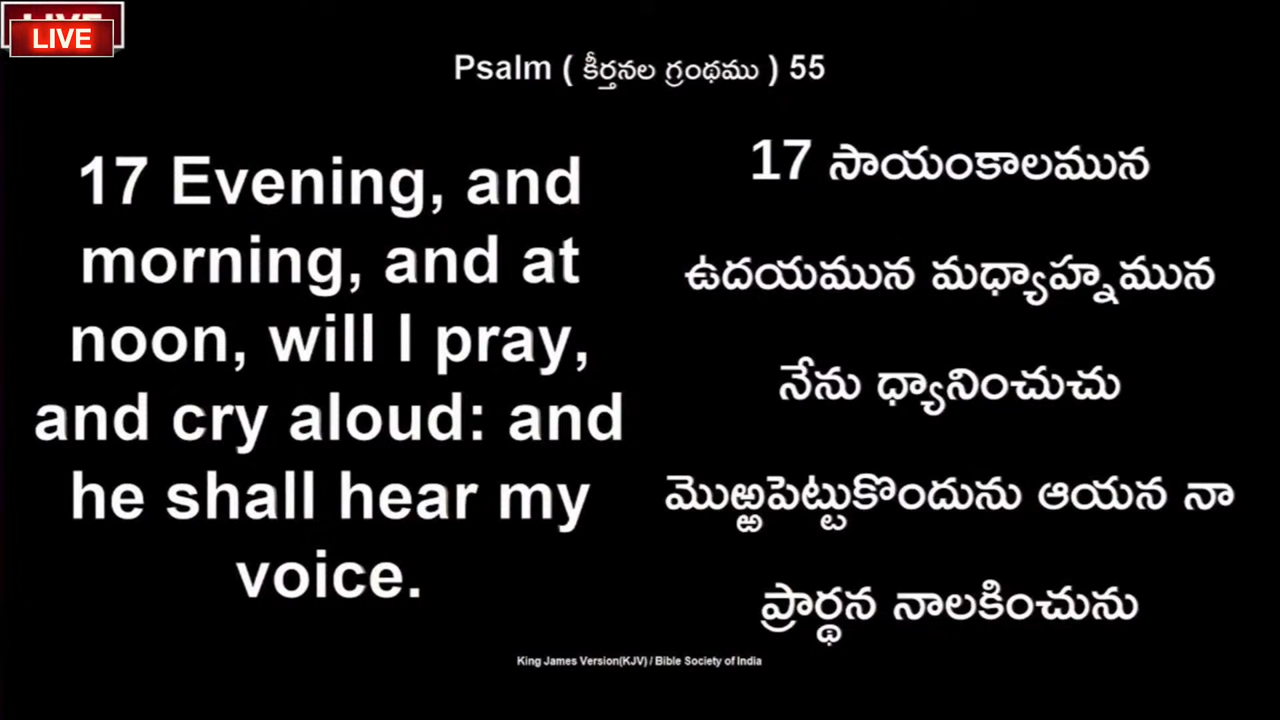 LIVE
Psalm ( కీర్తనల గ్రంథము ) 55
17 Evening, and
morning, and at
noon, will I pray,
and cry aloud: and
he shall hear my
voice.
17 సాయంకాలమున
ఉదయమున మధ్యాహ్నమున
నేను ధ్యానించుచు
మొఱ్ఱపెట్టుకొందును ఆయన నా
ప్రార్థన నాలకించును
King James Version(KJV) / Bible Society of India